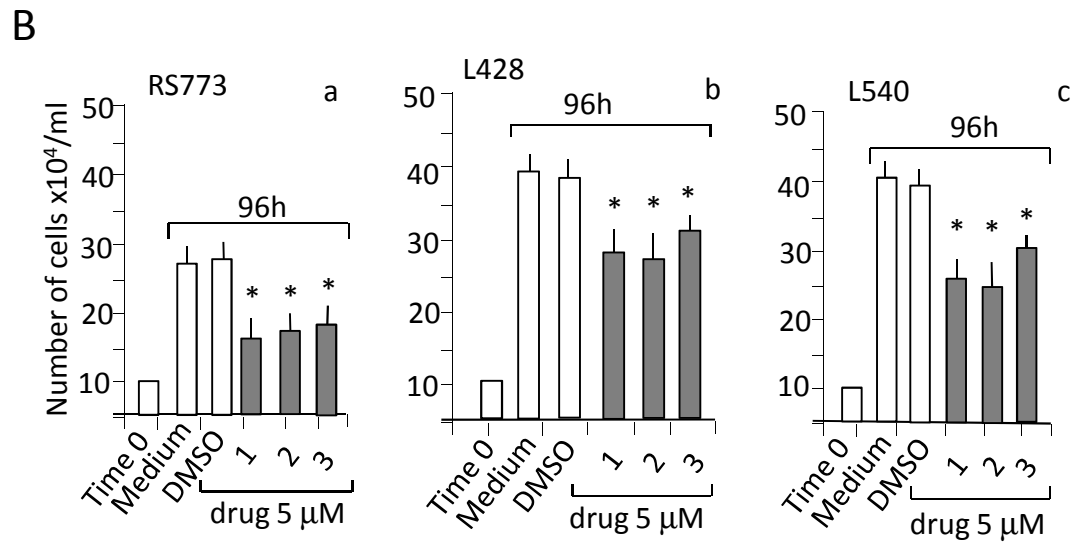 B
RS773
a
Number of cells x10⁴/ml
50
40
30
20
10
96h
* * *
Time 0
Medium
DMSO
1
2
3
drug 5 μM
L428
b
50
40
30
20
10
96h
* * *
Time 0
Medium
DMSO
1
2
3
drug 5 μM
L540
c
50
40
30
20
10
96h
* * *
Time 0
Medium
DMSO
1
2
3
drug 5 μM